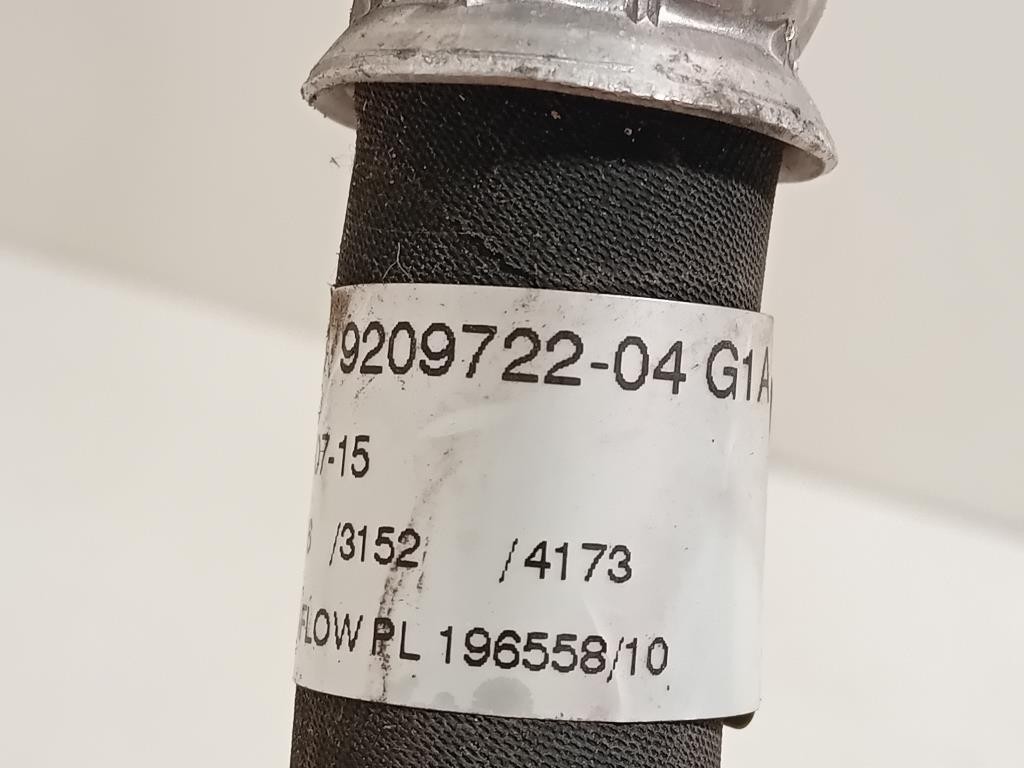 9209722-04 G1A
07-15
/3152 /4173
FLOW PL 196558/10